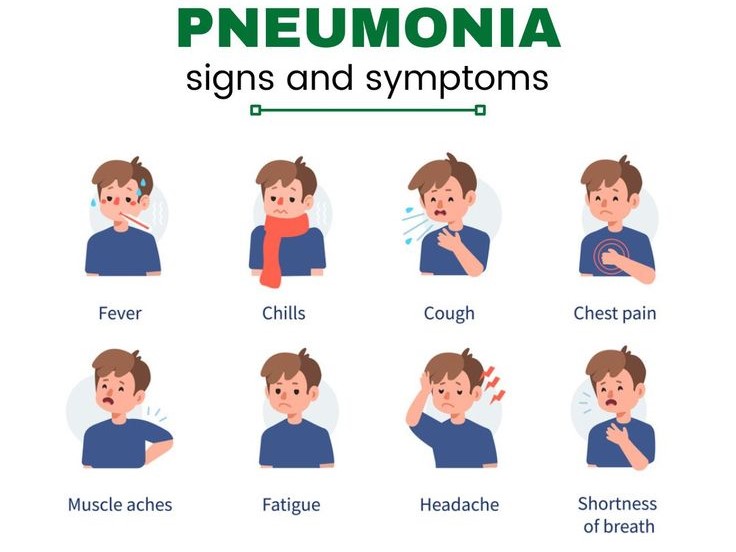 PNEUMONIA
signs and symptoms
Fever
Chills
Cough
Chest pain
Muscle aches
Fatigue
Headache
Shortness
of breath